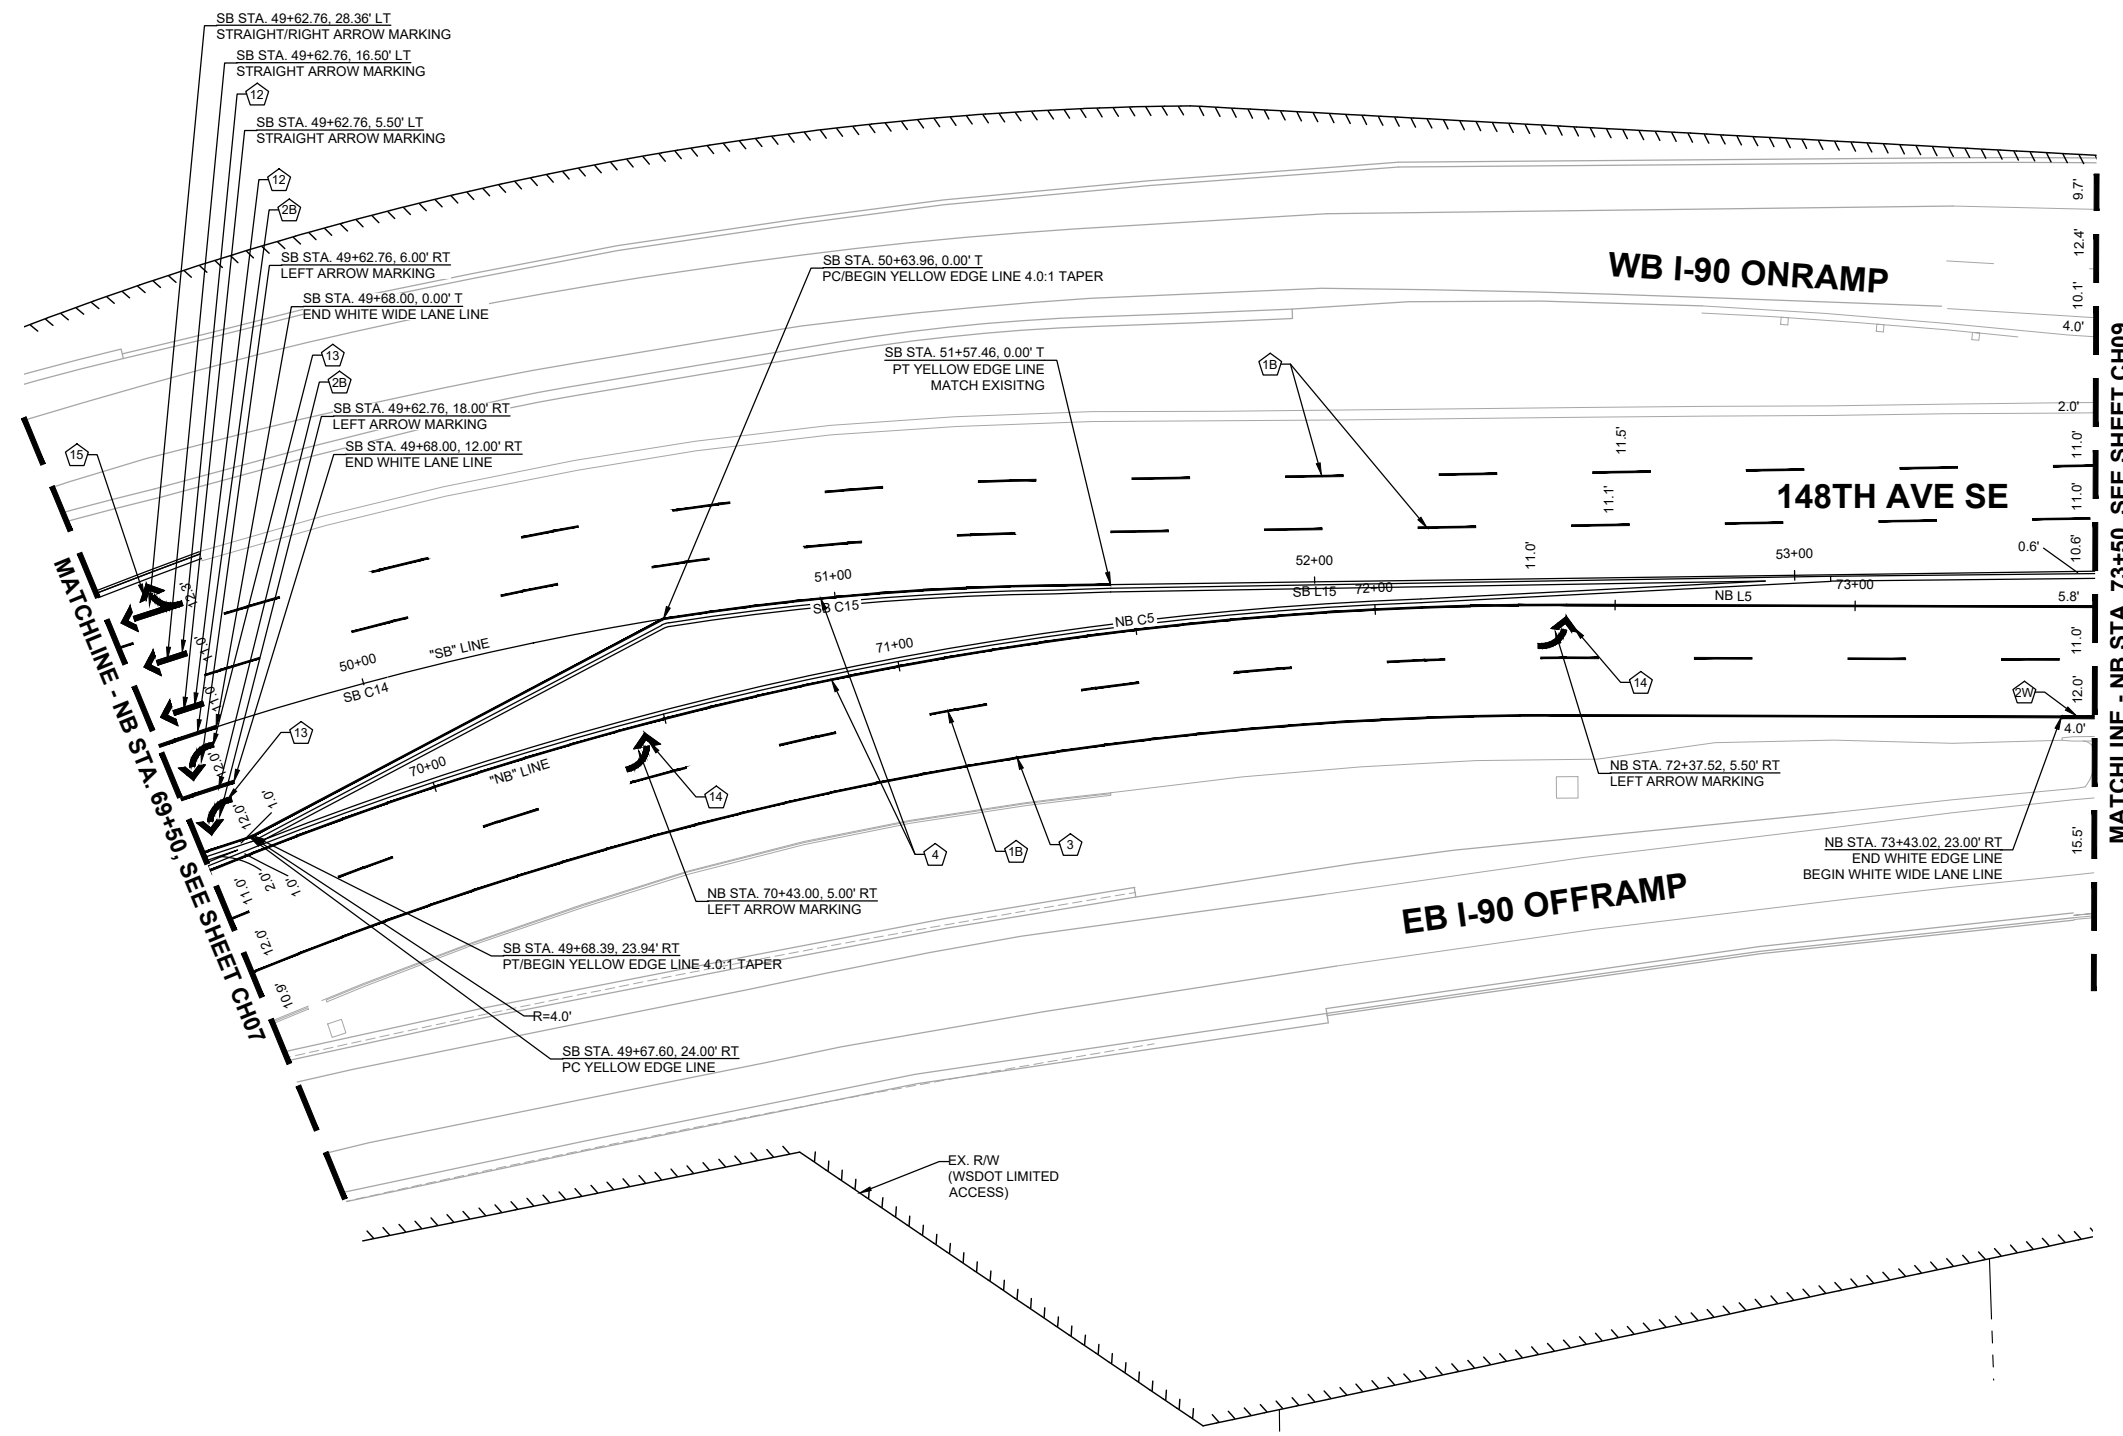 SB STA. 49+62.76, 28.36' LT
STRAIGHT/RIGHT ARROW MARKING
SB STA. 49+62.76, 16.50' LT
STRAIGHT ARROW MARKING
12
SB STA. 49+62.76, 5.50' LT
STRAIGHT ARROW MARKING
12
2B
SB STA. 49+62.76, 6.00' RT
LEFT ARROW MARKING
SB STA. 49+68.00, 0.00' T
END WHITE WIDE LANE LINE
13
2B
SB STA. 49+62.76, 18.00' RT
LEFT ARROW MARKING
SB STA. 49+68.00, 12.00' RT
END WHITE LANE LINE
15
SB STA. 50+63.96, 0.00' T
PC/BEGIN YELLOW EDGE LINE 4.0:1 TAPER
SB STA. 51+57.46, 0.00' T
PT YELLOW EDGE LINE
MATCH EXISITNG
1B
WB I-90 ONRAMP
148TH AVE SE
11.5'
11.1'
11.0'
9.7'
12.4'
10.1'
4.0'
2.0'
11.0'
11.0'
10.6'
0.6'
5.8'
11.0'
12.0'
4.0'
15.5'
MATCHLINE - NB STA. 73+50, SEE SHEET CH09
51+00
52+00
53+00
SB C15
SB L15
72+00
73+00
NB L5
NB C5
71+00
50+00
"SB" LINE
SB C14
70+00
"NB" LINE
12.3'
11.0'
11.0'
12.0'
12.0'
1.0'
13
11.0'
2.0'
1.0'
12.0'
10.9'
MATCHLINE - NB STA. 69+50, SEE SHEET CH07
14
14
2W
4
1B
3
NB STA. 72+37.52, 5.50' RT
LEFT ARROW MARKING
NB STA. 73+43.02, 23.00' RT
END WHITE EDGE LINE
BEGIN WHITE WIDE LANE LINE
NB STA. 70+43.00, 5.00' RT
LEFT ARROW MARKING
EB I-90 OFFRAMP
SB STA. 49+68.39, 23.94' RT
PT/BEGIN YELLOW EDGE LINE 4.0:1 TAPER
R=4.0'
SB STA. 49+67.60, 24.00' RT
PC YELLOW EDGE LINE
EX. R/W
(WSDOT LIMITED
ACCESS)